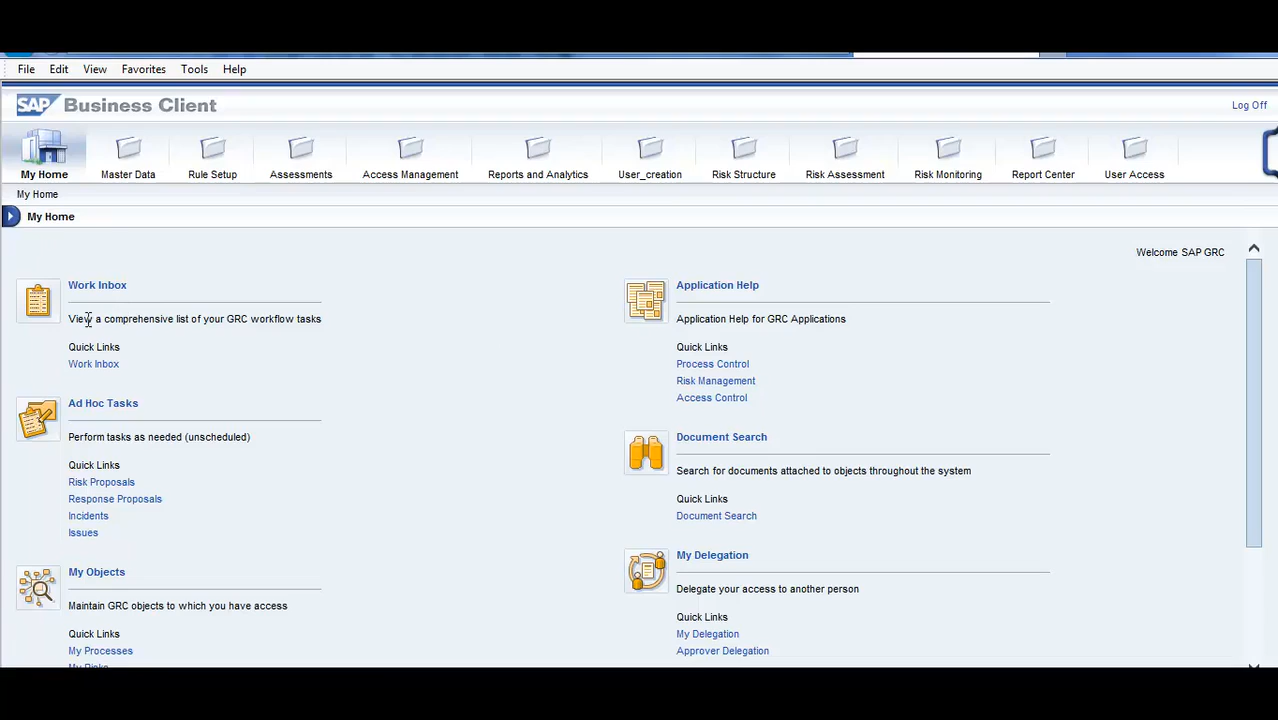 File Edit View Favorites Tools Help
SAP Business Client
Log Off
My Home Master Data Rule Setup Assessments Access Management Reports and Analytics User_creation Risk Structure Risk Assessment Risk Monitoring Report Center User Access
My Home
My Home
Welcome SAP GRC
Work Inbox
View a comprehensive list of your GRC workflow tasks
Quick Links
Work Inbox
Ad Hoc Tasks
Perform tasks as needed (unscheduled)
Quick Links
Risk Proposals
Response Proposals
Incidents
Issues
My Objects
Maintain GRC objects to which you have access
Quick Links
My Processes
My Risks
Application Help
Application Help for GRC Applications
Quick Links
Process Control
Risk Management
Access Control
Document Search
Search for documents attached to objects throughout the system
Quick Links
Document Search
My Delegation
Delegate your access to another person
Quick Links
My Delegation
Approver Delegation